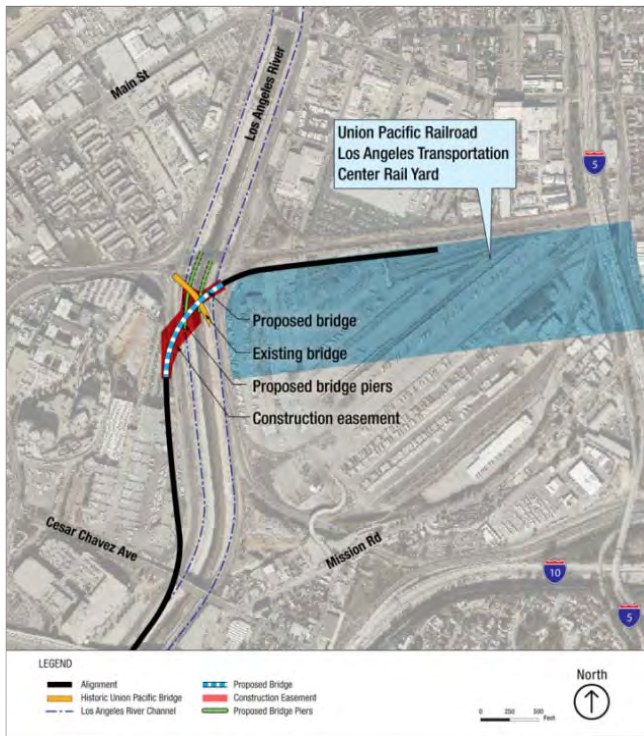 Main St
Los Angeles River
Union Pacific Railroad
Los Angeles Transportation
Center Rail Yard
5
Proposed bridge
Existing bridge
Proposed bridge piers
Construction easement
Cesar Chavez Ave
Mission Rd
10
5
LEGEND
Alignment
Historic Union Pacific Bridge
Los Angeles River Channel
Proposed Bridge
Construction Easement
Proposed Bridge Piers
0 250 500
Feet
North